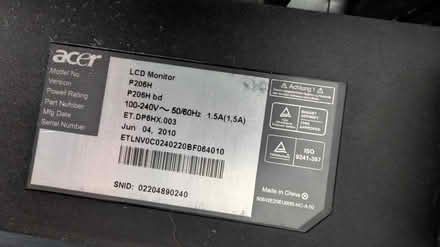 acer
LCD Monitor
Model No. P206H
Version P206H bd
Power Rating 100-240V~ 50/60Hz 1.5A(1,5A)
Part Number ET.DP6HX.003
Mfg Date Jun 04, 2010
Serial Number ETLNV0C0240220BF064010
SNID: 02204890240
Achtung !
ISO
9241-307
Made in China